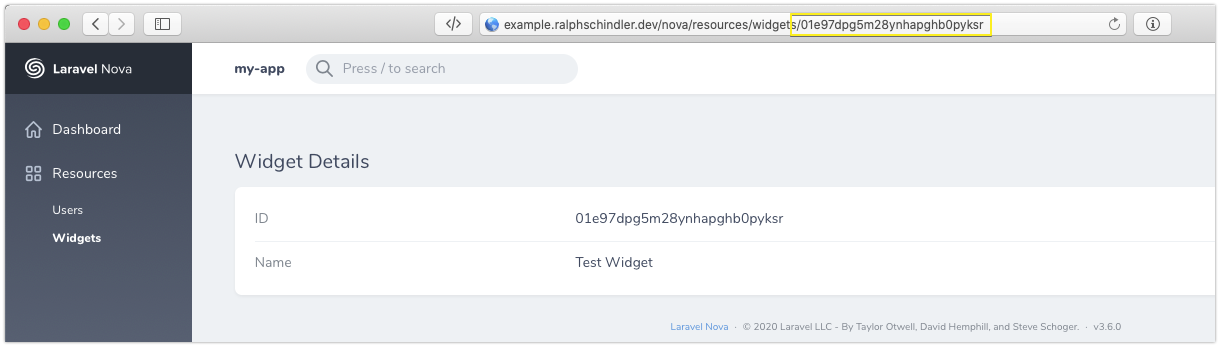 </> example.ralphschindler.dev/nova/resources/widgets/01e97dpg5m28ynhapghb0pyksr
Laravel Nova
my-app
Press / to search
Dashboard
Resources
Users
Widgets
Widget Details
ID 01e97dpg5m28ynhapghb0pyksr
Name Test Widget
Laravel Nova · © 2020 Laravel LLC - By Taylor Otwell, David Hemphill, and Steve Schoger. · v3.6.0